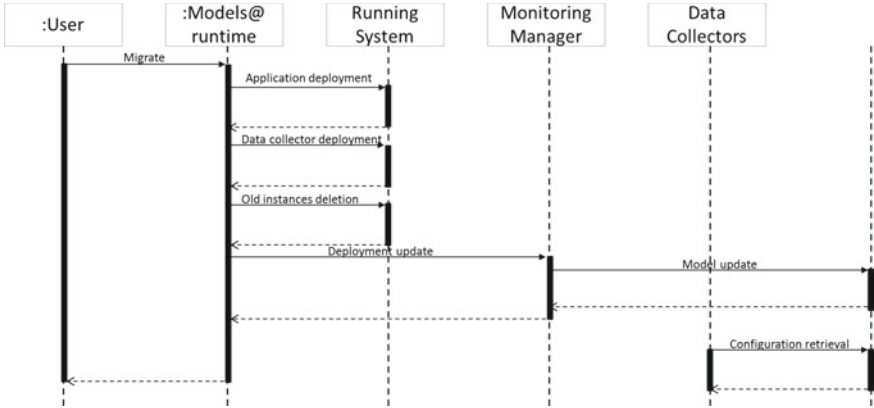 :User
:Models@
runtime
Running
System
Monitoring
Manager
Data
Collectors
Migrate
Application deployment
Data collector deployment
Old instances deletion
Deployment update
Model update
Configuration retrieval